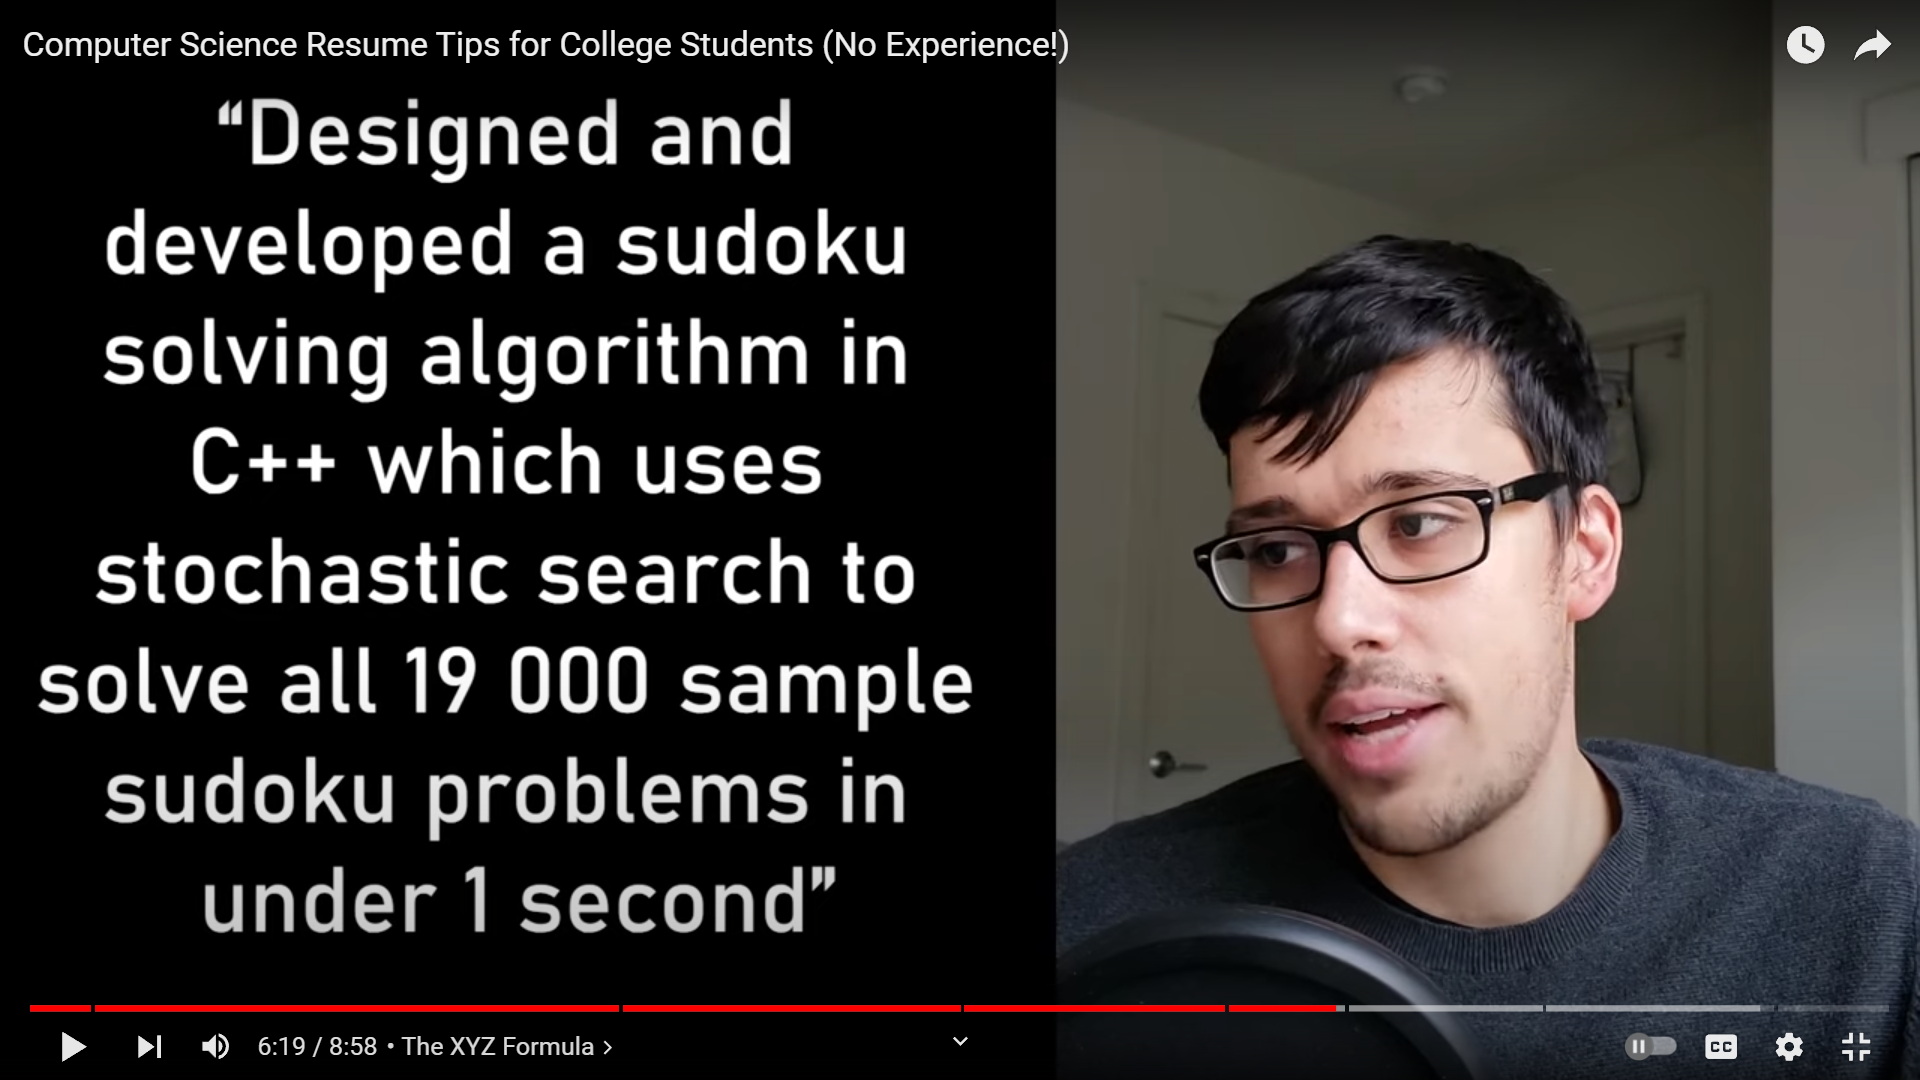 Computer Science Resume Tips for College Students (No Experience!)
“Designed and
developed a sudoku
solving algorithm in
C++ which uses
stochastic search to
solve all 19 000 sample
sudoku problems in
under 1 second”
6:19 / 8:58 • The XYZ Formula ›
CC